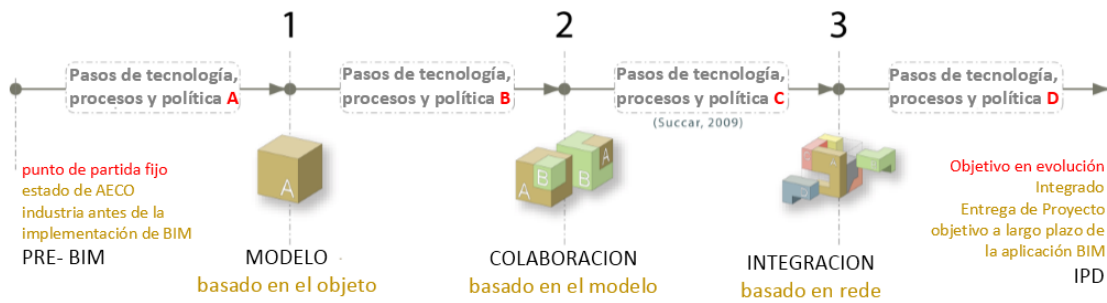 1
2
3
Pasos de tecnología,
procesos y política A
Pasos de tecnología,
procesos y política B
Pasos de tecnología,
procesos y política C
(Succar, 2009)
Pasos de tecnología,
procesos y política D
punto de partida fijo
estado de AECO
industria antes de la
implementación de BIM
PRE- BIM
A
MODELO
basado en el objeto
A
B
B
A
COLABORACION
basado en el modelo
A
INTEGRACION
basado en rede
Objetivo en evolución
Integrado
Entrega de Proyecto
objetivo a largo plazo de
la aplicación BIM
IPD